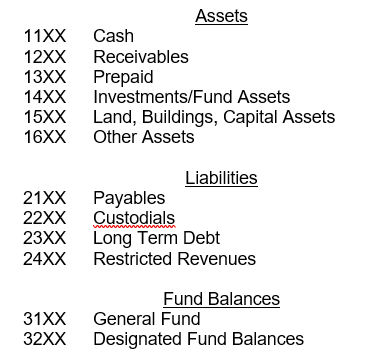 Assets
11XX Cash
12XX Receivables
13XX Prepaid
14XX Investments/Fund Assets
15XX Land, Buildings, Capital Assets
16XX Other Assets
Liabilities
21XX Payables
22XX Custodials
23XX Long Term Debt
24XX Restricted Revenues
Fund Balances
31XX General Fund
32XX Designated Fund Balances